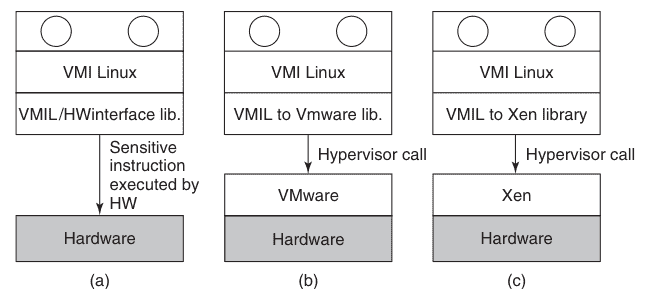 VMI Linux
VMIL/HWinterface lib.
Sensitive
instruction
executed by
HW
Hardware
(a)
VMI Linux
VMIL to Vmware lib.
Hypervisor call
VMware
Hardware
(b)
VMI Linux
VMIL to Xen library
Hypervisor call
Xen
Hardware
(c)